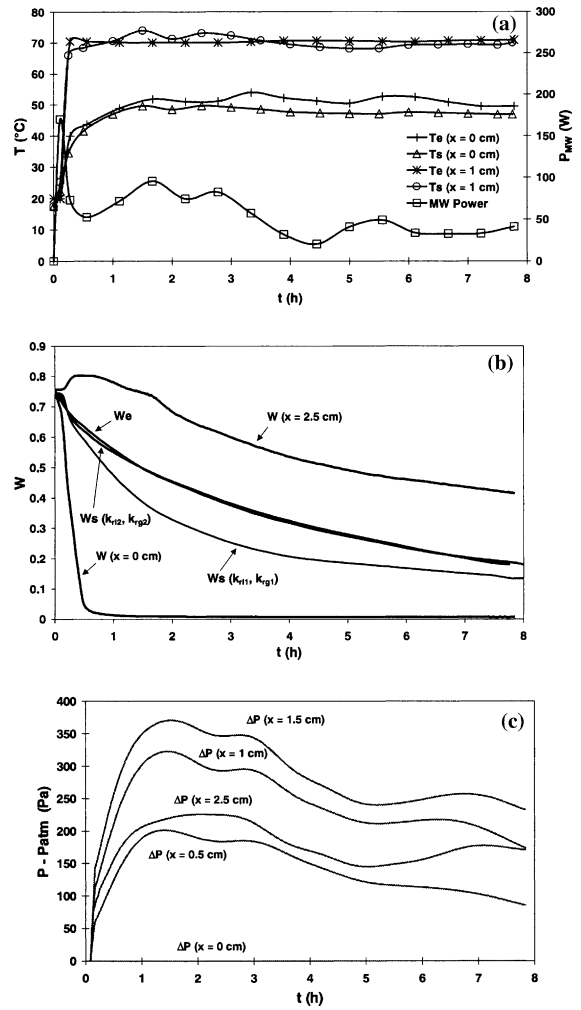 (a)
80
70
60
50
40
30
20
10
0
T (°C)
300
250
200
150
100
50
0
P_MW (W)
Te (x = 0 cm)
Ts (x = 0 cm)
Te (x = 1 cm)
Ts (x = 1 cm)
MW Power
0 1 2 3 4 5 6 7 8
t (h)
(b)
0.9
0.8
0.7
0.6
0.5
0.4
0.3
0.2
0.1
0
W
We
W (x = 2.5 cm)
Ws (k_rl2, k_rg2)
W (x = 0 cm)
Ws (k_rl1, k_rg1)
0 1 2 3 4 5 6 7 8
t (h)
(c)
400
350
300
250
200
150
100
50
0
P - Patm (Pa)
ΔP (x = 1.5 cm)
ΔP (x = 1 cm)
ΔP (x = 2.5 cm)
ΔP (x = 0.5 cm)
ΔP (x = 0 cm)
0 1 2 3 4 5 6 7 8
t (h)